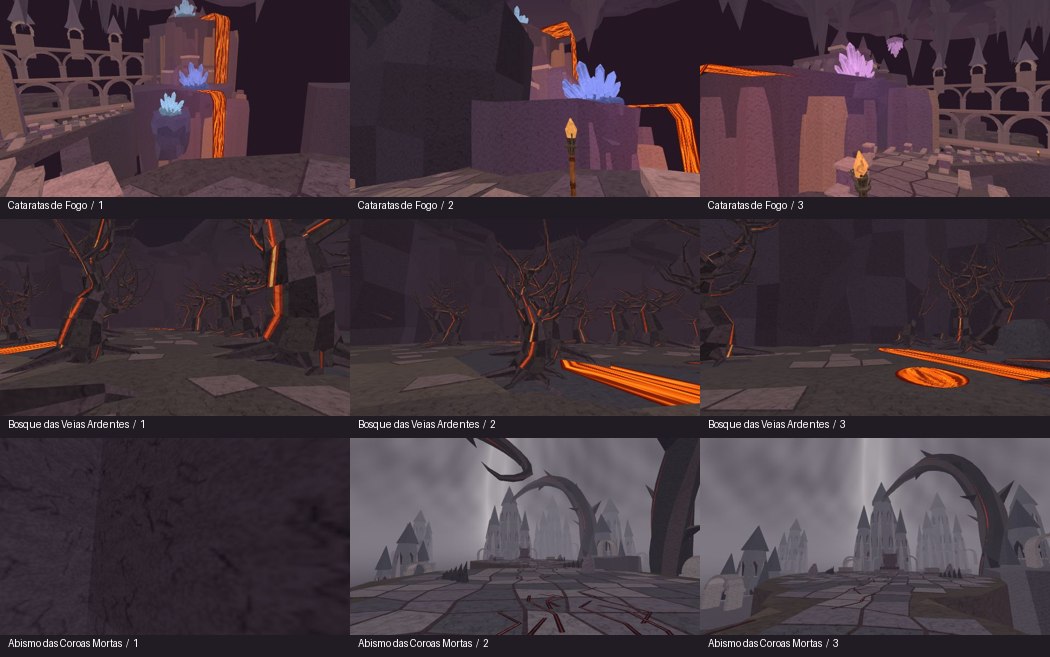 Cataratas de Fogo / 1
Cataratas de Fogo / 2
Cataratas de Fogo / 3
Bosque das Veias Ardentes / 1
Bosque das Veias Ardentes / 2
Bosque das Veias Ardentes / 3
Abismo das Coroas Mortas / 1
Abismo das Coroas Mortas / 2
Abismo das Coroas Mortas / 3